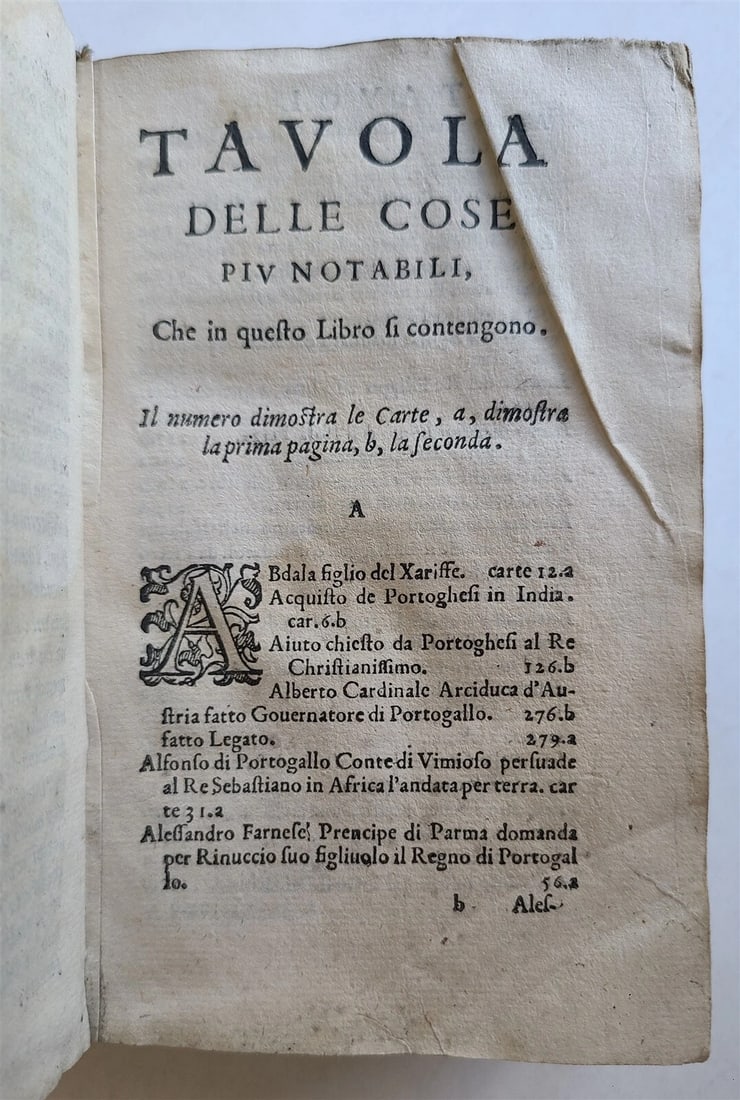 TAVOLA
DELLE COSE
PIV NOTABILI,
Che in queſto Libro ſi contengono.
Il numero dimoſtra le Carte, a, dimoſtra
la prima pagina, b, la ſeconda.
A
ABdala figlio del Xariffe. carte 12.a
Acquiſto de Portogheſi in India.
car.6.b
Aiuto chieſto da Portogheſi al Re
Chriſtianiſſimo. 126.b
Alberto Cardinale Arciduca d'Au-
ſtria fatto Gouernatore di Portogallo. 276.b
fatto Legato. 279.a
Alfonſo di Portogallo Conte di Vimioſo perſuade
al Re Sebaſtiano in Africa l'andata per terra. car
te 31.a
Aleſſandro Farneſe, Prencipe di Parma domanda
per Rinuccio ſuo figliuolo il Regno di Portogal
lo. 56.a
b Aleſ-